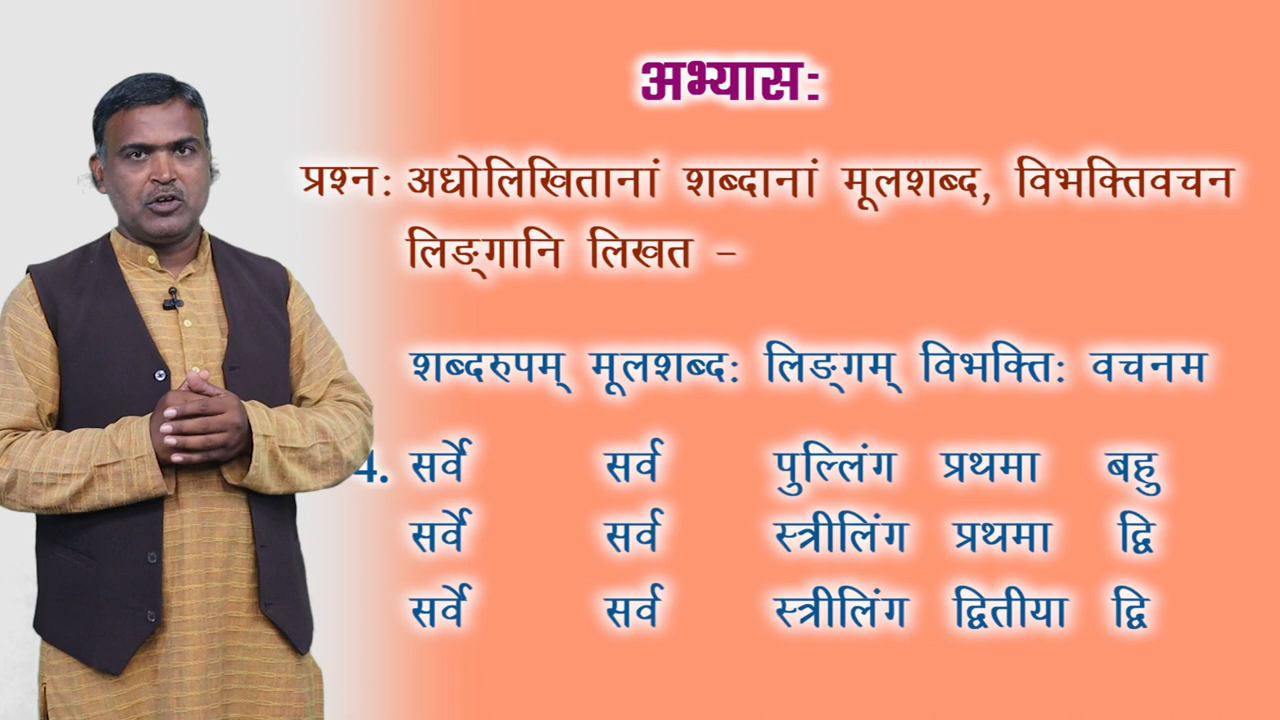 अभ्यासः
प्रश्नः अधोलिखितानां शब्दानां मूलशब्द, विभक्तिवचन
लिङ्गानि लिखत -
शब्दरुपम् मूलशब्दः लिङ्गम् विभक्तिः वचनम
4. सर्वे सर्व पुल्लिंग प्रथमा बहु
सर्वे सर्व स्त्रीलिंग प्रथमा द्वि
सर्वे सर्व स्त्रीलिंग द्वितीया द्वि